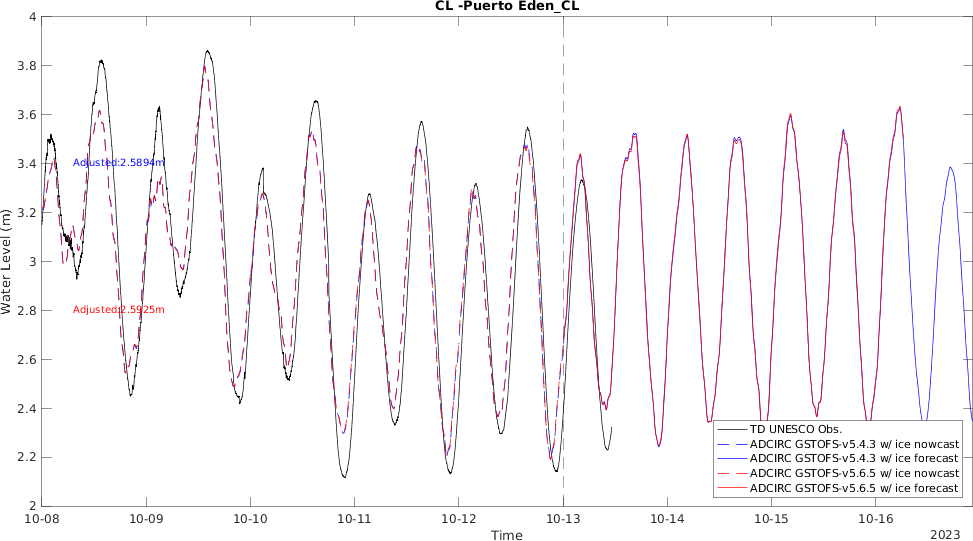 CL -Puerto Eden_CL
4
3.8
3.6
3.4
3.2
3
2.8
2.6
2.4
2.2
2
Water Level (m)
Adjusted:2.5894m
Adjusted:2.5925m
TD UNESCO Obs.
ADCIRC GSTOFS-v5.4.3 w/ ice nowcast
ADCIRC GSTOFS-v5.4.3 w/ ice forecast
ADCIRC GSTOFS-v5.6.5 w/ ice nowcast
ADCIRC GSTOFS-v5.6.5 w/ ice forecast
10-08 10-09 10-10 10-11 10-12 10-13 10-14 10-15 10-16
Time
2023